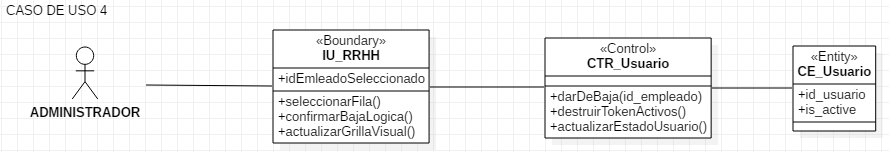 CASO DE USO 4
ADMINISTRADOR
«Boundary»
IU_RRHH
+idEmleadoSeleccionado
+seleccionarFila()
+confirmarBajaLogica()
+actualizarGrillaVisual()
«Control»
CTR_Usuario
+darDeBaja(id_empleado)
+destruirTokenActivos()
+actualizarEstadoUsuario()
«Entity»
CE_Usuario
+id_usuario
+is_active